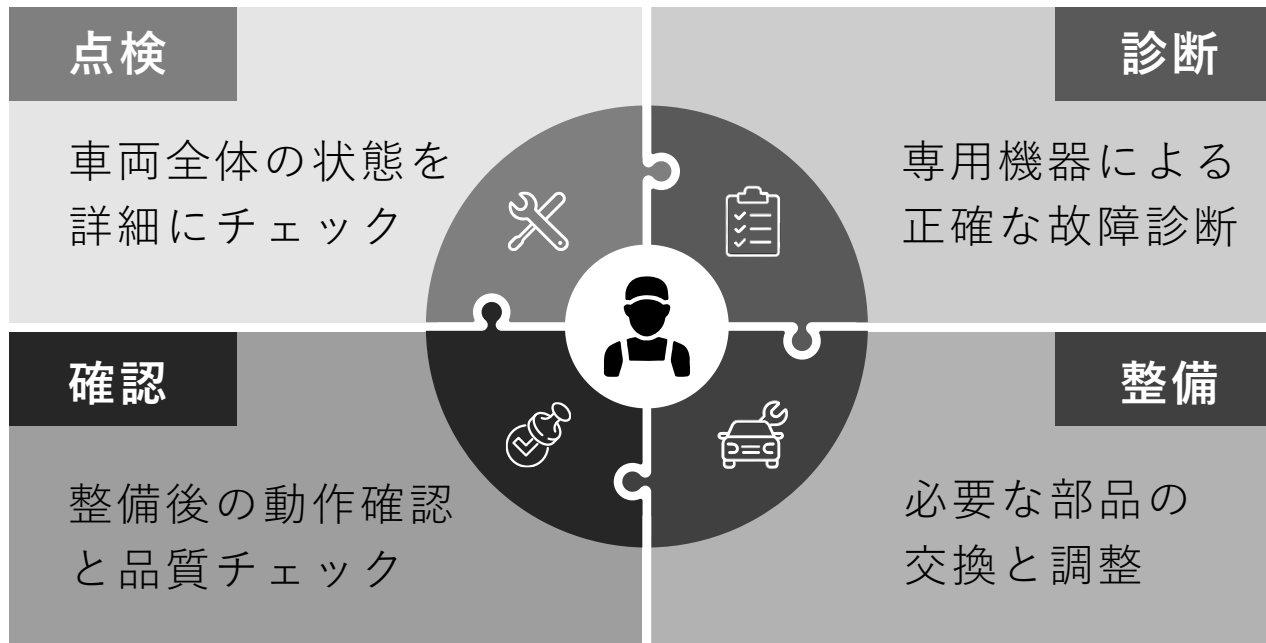 点検
車両全体の状態を
詳細にチェック
診断
専用機器による
正確な故障診断
確認
整備後の動作確認
と品質チェック
整備
必要な部品の
交換と調整